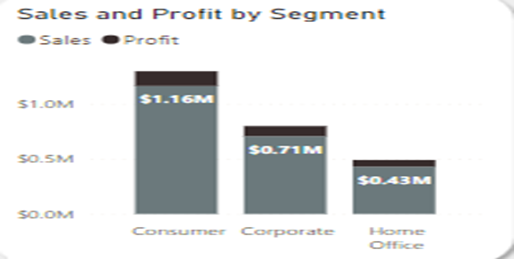 Sales and Profit by Segment
Sales Profit
$1.0M
$0.5M
$0.0M
$1.16M
$0.71M
$0.43M
Consumer Corporate Home
Office